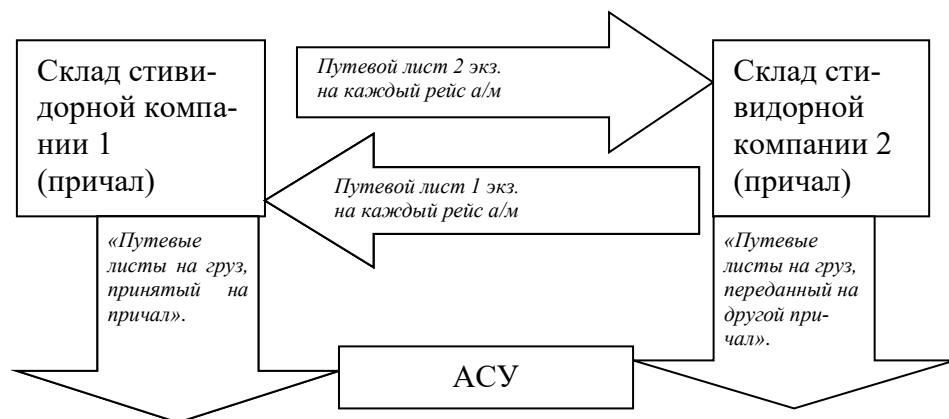 Склад стиви-
дорной компа-
нии 1
(причал)
Путевой лист 2 экз.
на каждый рейс а/м
Склад сти-
видорной
компании 2
(причал)
Путевой лист 1 экз.
на каждый рейс а/м
«Путевые
листы на груз,
принятый на
причал».
«Путевые
листы на груз,
переданный на
другой при-
чал».
АСУ